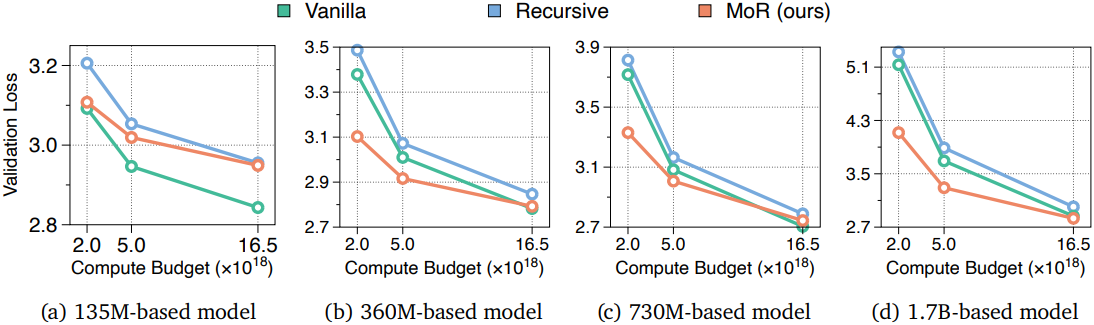 Vanilla Recursive MoR (ours)
Validation Loss
3.2
3.0
2.8
2.0 5.0 16.5
Compute Budget (×10¹⁸)
(a) 135M-based model
3.5
3.3
3.1
2.9
2.7
2.0 5.0 16.5
Compute Budget (×10¹⁸)
(b) 360M-based model
3.9
3.5
3.1
2.7
2.0 5.0 16.5
Compute Budget (×10¹⁸)
(c) 730M-based model
5.1
4.3
3.5
2.7
2.0 5.0 16.5
Compute Budget (×10¹⁸)
(d) 1.7B-based model